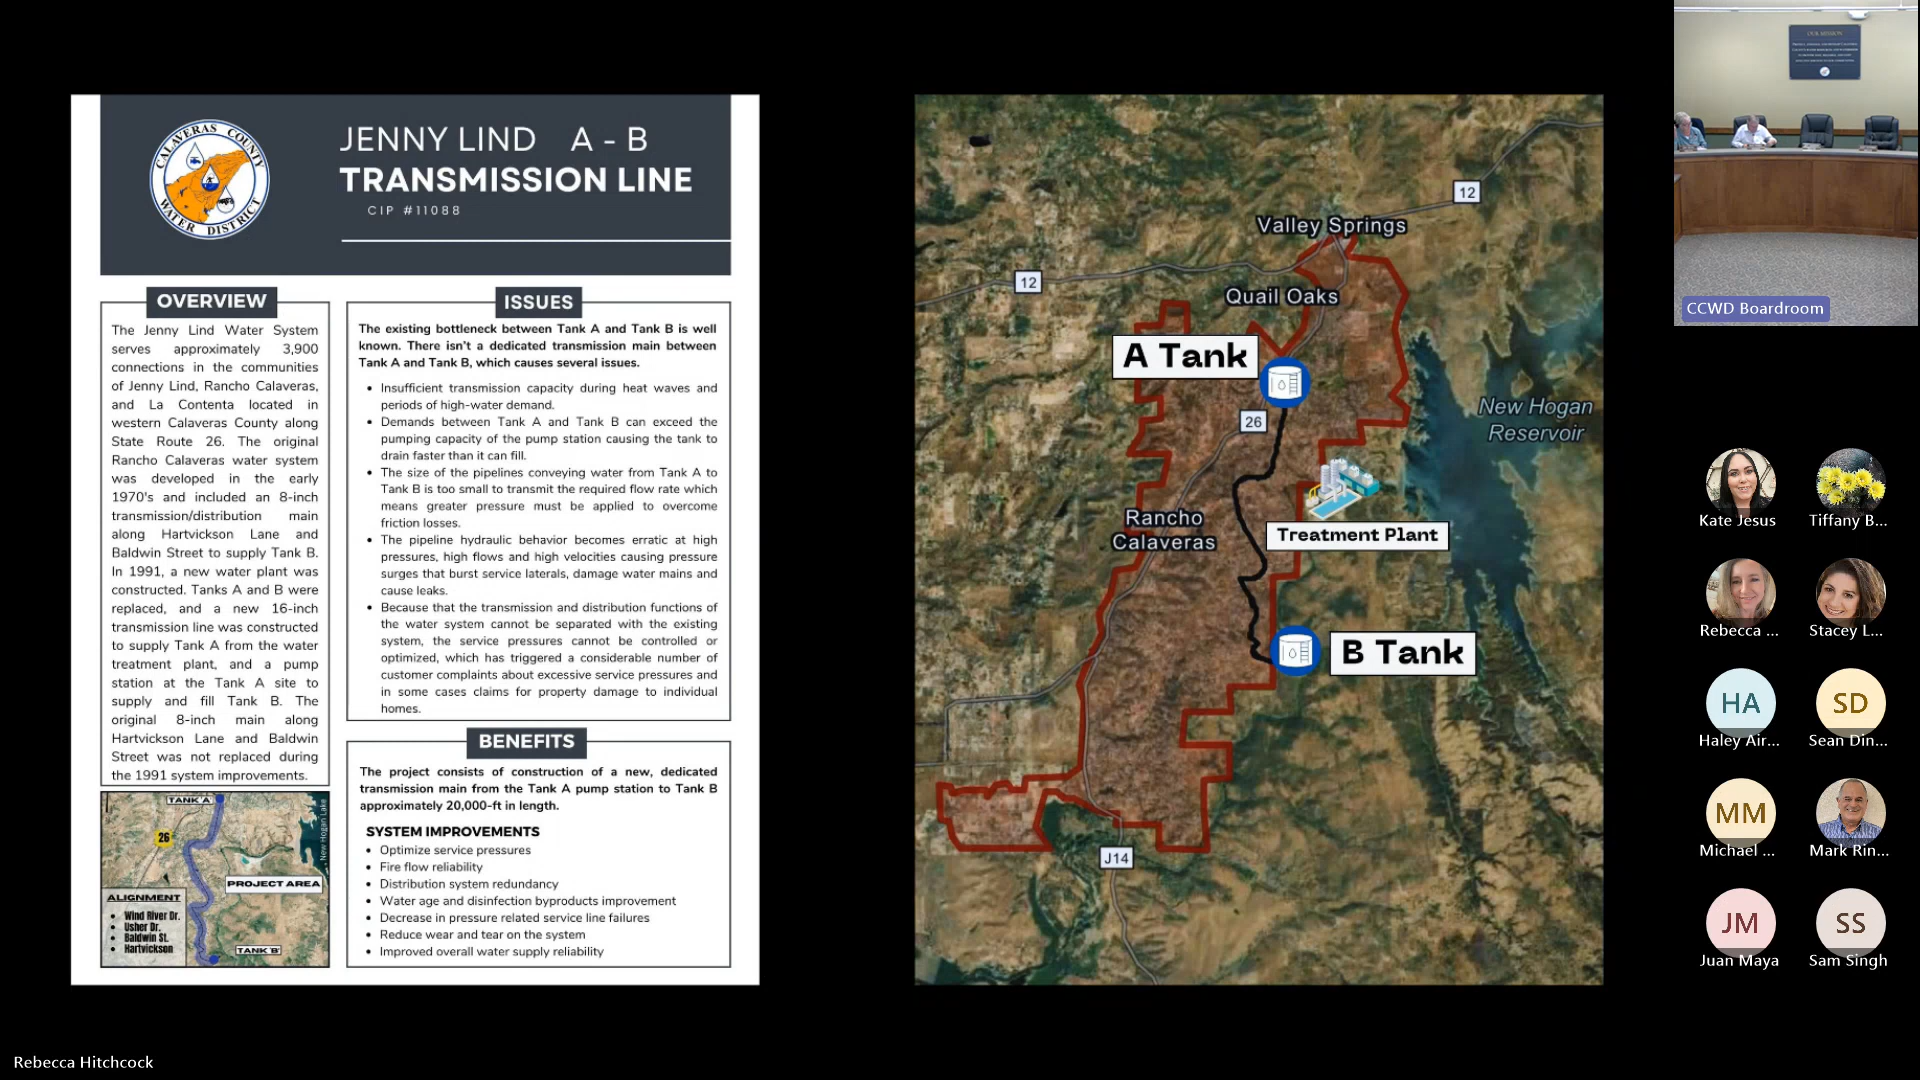 CALAVERAS COUNTY
WATER DISTRICT
JENNY LIND A - B
TRANSMISSION LINE
CIP #11088
OVERVIEW
The Jenny Lind Water System
serves approximately 3,900
connections in the communities
of Jenny Lind, Rancho Calaveras,
and La Contenta located in
western Calaveras County along
State Route 26. The original
Rancho Calaveras water system
was developed in the early
1970's and included an 8-inch
transmission/distribution main
along Hartvickson Lane and
Baldwin Street to supply Tank B.
In 1991, a new water plant was
constructed. Tanks A and B were
replaced, and a new 16-inch
transmission line was constructed
to supply Tank A from the water
treatment plant, and a pump
station at the Tank A site to
supply and fill Tank B. The
original 8-inch main along
Hartvickson Lane and Baldwin
Street was not replaced during
the 1991 system improvements.
TANK 'A'
26
New Hogan Lake
PROJECT AREA
ALIGNMENT
• Wind River Dr.
• Usher Dr.
• Baldwin St.
• Hartvickson
TANK 'B'
ISSUES
The existing bottleneck between Tank A and Tank B is well
known. There isn't a dedicated transmission main between
Tank A and Tank B, which causes several issues.
• Insufficient transmission capacity during heat waves and
periods of high-water demand.
• Demands between Tank A and Tank B can exceed the
pumping capacity of the pump station causing the tank to
drain faster than it can fill.
• The size of the pipelines conveying water from Tank A to
Tank B is too small to transmit the required flow rate which
means greater pressure must be applied to overcome
friction losses.
• The pipeline hydraulic behavior becomes erratic at high
pressures, high flows and high velocities causing pressure
surges that burst service laterals, damage water mains and
cause leaks.
• Because that the transmission and distribution functions of
the water system cannot be separated with the existing
system, the service pressures cannot be controlled or
optimized, which has triggered a considerable number of
customer complaints about excessive service pressures and
in some cases claims for property damage to individual
homes.
BENEFITS
The project consists of construction of a new, dedicated
transmission main from the Tank A pump station to Tank B
approximately 20,000-ft in length.
SYSTEM IMPROVEMENTS
• Optimize service pressures
• Fire flow reliability
• Distribution system redundancy
• Water age and disinfection byproducts improvement
• Decrease in pressure related service line failures
• Reduce wear and tear on the system
• Improved overall water supply reliability
12
Valley Springs
12
Quail Oaks
A Tank
26
New Hogan
Reservoir
Rancho
Calaveras
Treatment Plant
B Tank
J14
OUR MISSION
CCWD Boardroom
Kate Jesus
Tiffany B...
Rebecca ...
Stacey L...
HA
Haley Air...
SD
Sean Din...
MM
Michael ...
Mark Rin...
JM
Juan Maya
SS
Sam Singh
Rebecca Hitchcock